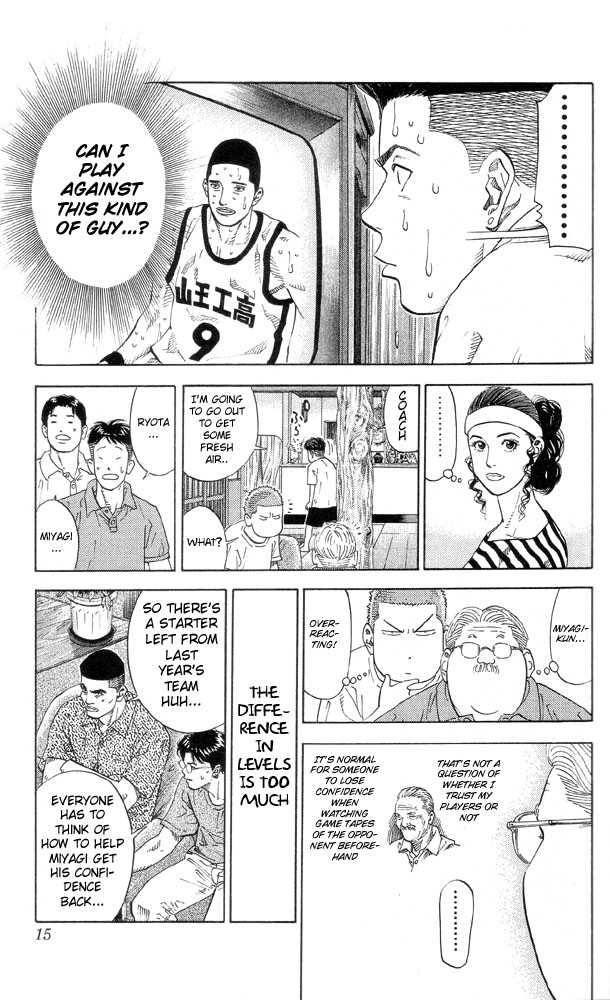 ..........
CAN I
PLAY
AGAINST
THIS KIND
OF GUY...?
山王工高
9
......
COACH
I'M GOING
TO GO OUT
TO GET
SOME
FRESH
AIR..
WHAT?
RYOTA
...
MIYAGI
...
MIYAGI-
KUN...
OVER-
REAC-
TING!
THE
DIFFE-
RENCE
IN
LEVELS
IS TOO
MUCH
SO THERE'S
A STARTER
LEFT FROM
LAST
YEAR'S
TEAM
HUH...
EVERYONE
HAS TO
THINK OF
HOW TO HELP
MIYAGI GET
HIS CONFI-
DENCE
BACK...
THAT'S NOT A
QUESTION OF
WHETHER I
TRUST MY
PLAYERS OR
NOT
IT'S NORMAL
FOR SOMEONE
TO LOSE
CONFIDENCE
WHEN
WATCHING
GAME TAPES
OF THE OPPO-
NENT BEFORE-
HAND
........
15